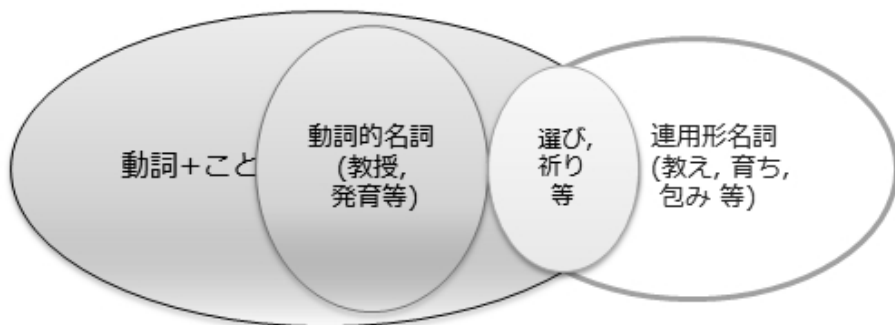 動詞+こと
動詞的名詞
(教授,
発育等)
選び,
祈り
等
連用形名詞
(教え, 育ち,
包み 等)